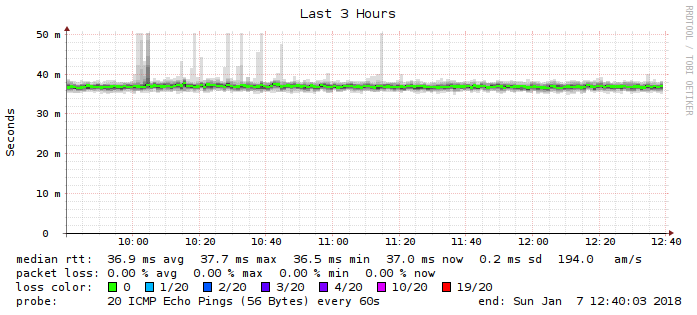 Last 3 Hours
RRDTOOL / TOBI OETIKER
Seconds
50 m
40 m
30 m
20 m
10 m
0
10:00 10:20 10:40 11:00 11:20 11:40 12:00 12:20 12:40
median rtt: 36.9 ms avg 37.7 ms max 36.5 ms min 37.0 ms now 0.2 ms sd 194.0 am/s
packet loss: 0.00 % avg 0.00 % max 0.00 % min 0.00 % now
loss color: 0 1/20 2/20 3/20 4/20 10/20 19/20
probe: 20 ICMP Echo Pings (56 Bytes) every 60s end: Sun Jan 7 12:40:03 2018